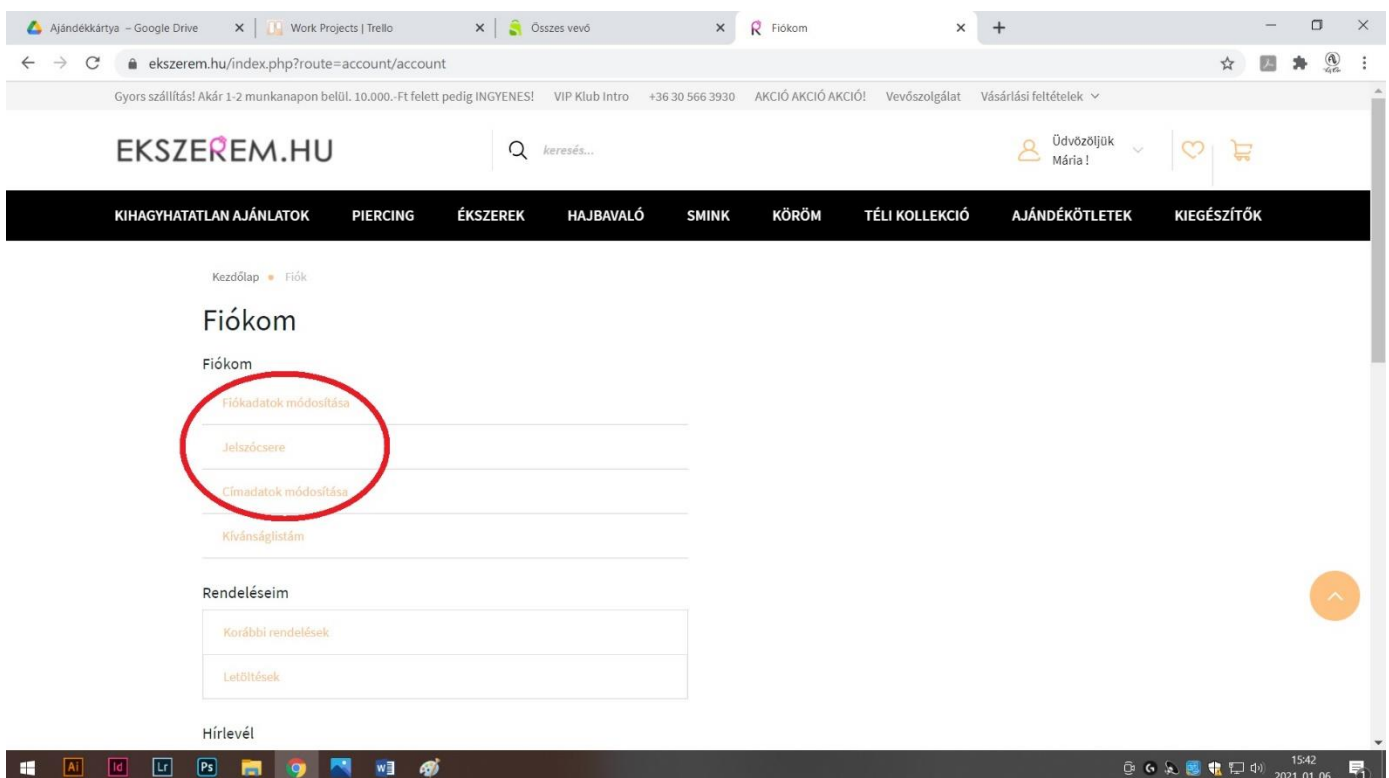 Ajándékkártya – Google Drive
Work Projects | Trello
Összes vevő
Fiókom
ekszerem.hu/index.php?route=account/account
Gyors szállítás! Akár 1-2 munkanapon belül. 10.000.-Ft felett pedig INGYENES! VIP Klub Intro +36 30 566 3930 AKCIÓ AKCIÓ AKCIÓ! Vevőszolgálat Vásárlási feltételek
EKSZEREM.HU
keresés...
Üdvözöljük
Mária !
KIHAGYHATATLAN AJÁNLATOK PIERCING ÉKSZEREK HAJBAVALÓ SMINK KÖRÖM TÉLI KOLLEKCIÓ AJÁNDÉKÖTLETEK KIEGÉSZÍTŐK
Kezdőlap Fiók
Fiókom
Fiókom
Fiókadatok módosítása
Jelszócsere
Címadatok módosítása
Kívánságlistám
Rendeléseim
Korábbi rendelések
Letöltések
Hírlevél
Ai Id Lr Ps
15:42
2021. 01. 06.